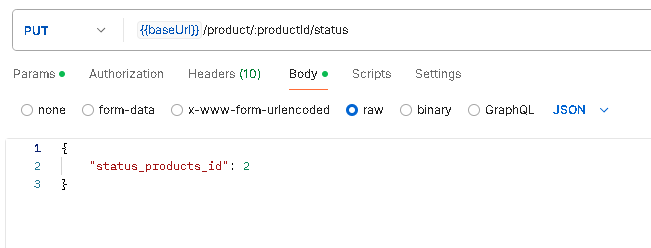 PUT {{baseUrl}} /product/:productId/status
Params Authorization Headers (10) Body Scripts Settings
none form-data x-www-form-urlencoded raw binary GraphQL JSON
1 {
2 "status_products_id": 2
3 }